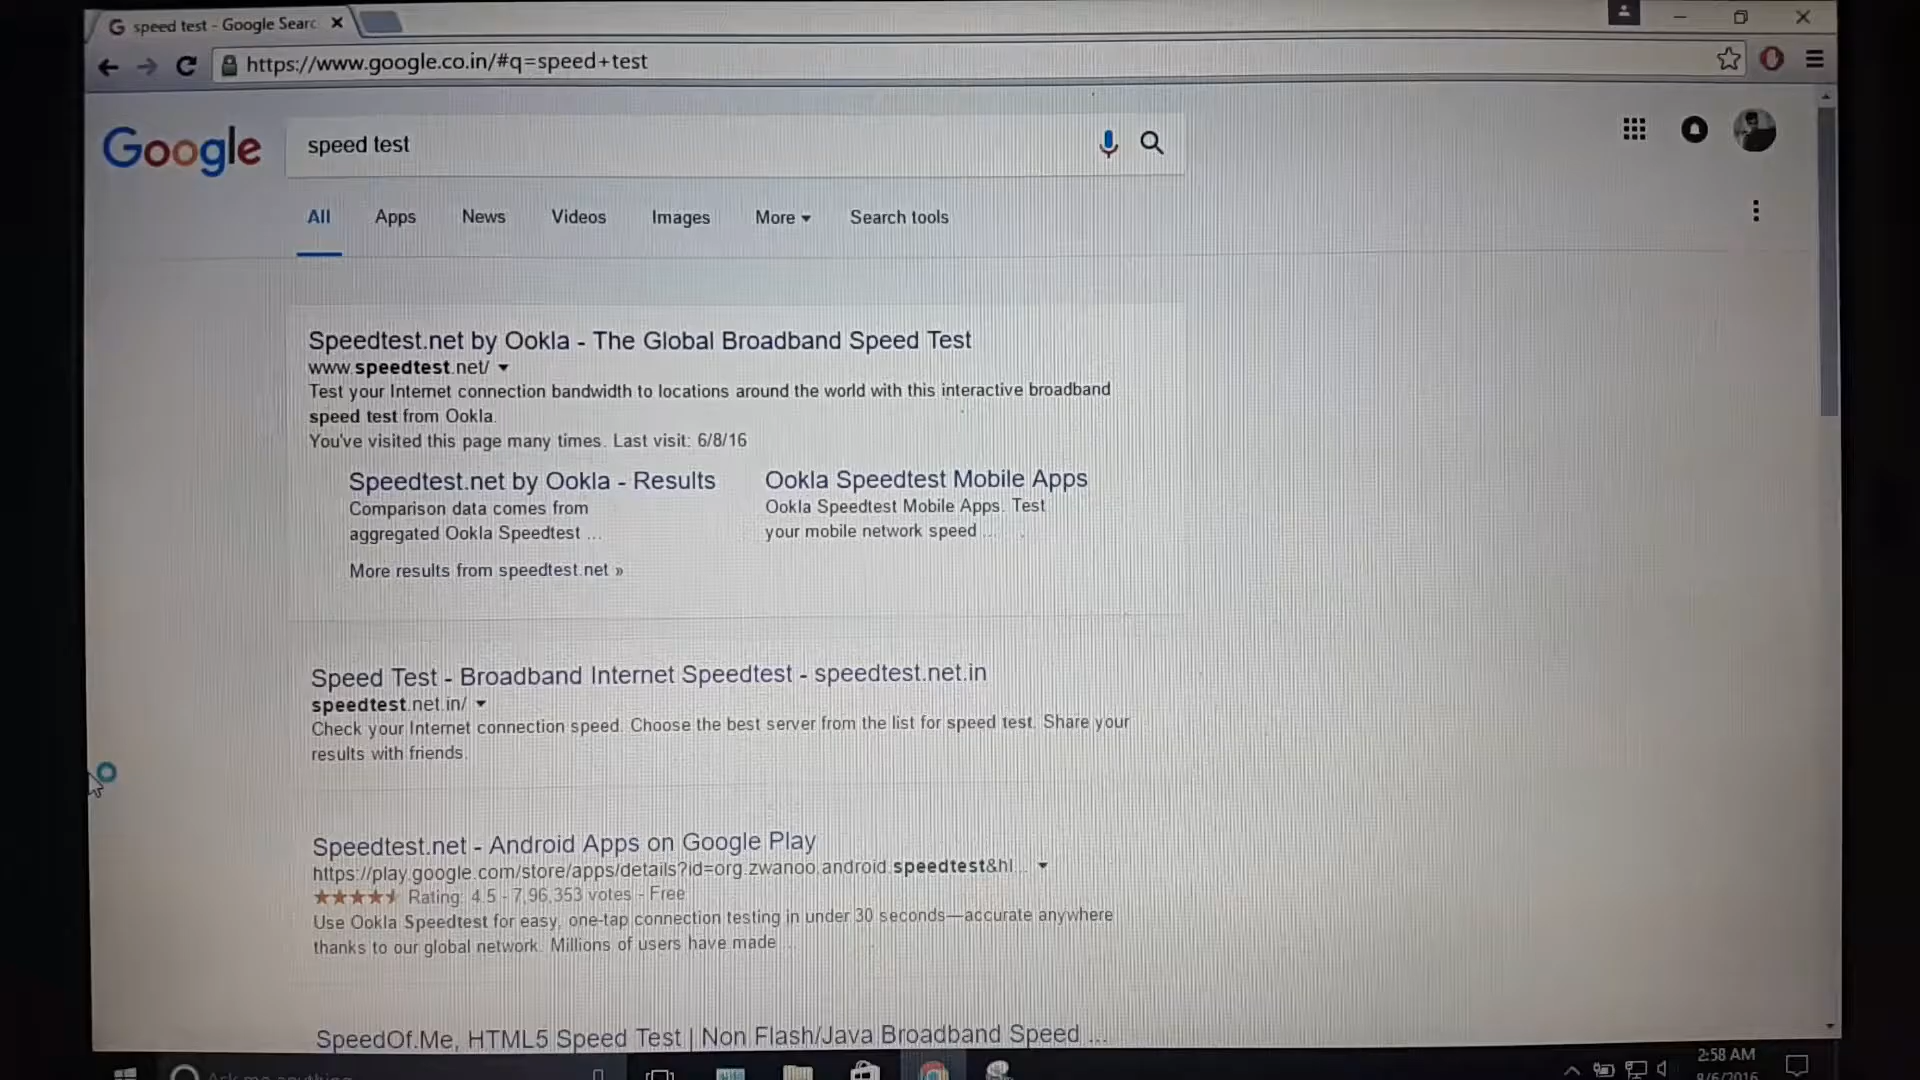 speed test - Google Searc
https://www.google.co.in/#q=speed+test
Google
speed test
All Apps News Videos Images More Search tools
Speedtest.net by Ookla - The Global Broadband Speed Test
www.speedtest.net/
Test your Internet connection bandwidth to locations around the world with this interactive broadband
speed test from Ookla.
You've visited this page many times. Last visit: 6/8/16
Speedtest.net by Ookla - Results
Comparison data comes from
aggregated Ookla Speedtest ...
Ookla Speedtest Mobile Apps
Ookla Speedtest Mobile Apps. Test
your mobile network speed ...
More results from speedtest.net »
Speed Test - Broadband Internet Speedtest - speedtest.net.in
speedtest.net.in/
Check your Internet connection speed. Choose the best server from the list for speed test. Share your
results with friends.
Speedtest.net - Android Apps on Google Play
https://play.google.com/store/apps/details?id=org.zwanoo.android.speedtest&hl...
Rating: 4.5 - 7,96,353 votes - Free
Use Ookla Speedtest for easy, one-tap connection testing in under 30 seconds—accurate anywhere
thanks to our global network. Millions of users have made ...
SpeedOf.Me, HTML5 Speed Test | Non Flash/Java Broadband Speed ...
Ask me anything
2:58 AM
8/6/2016